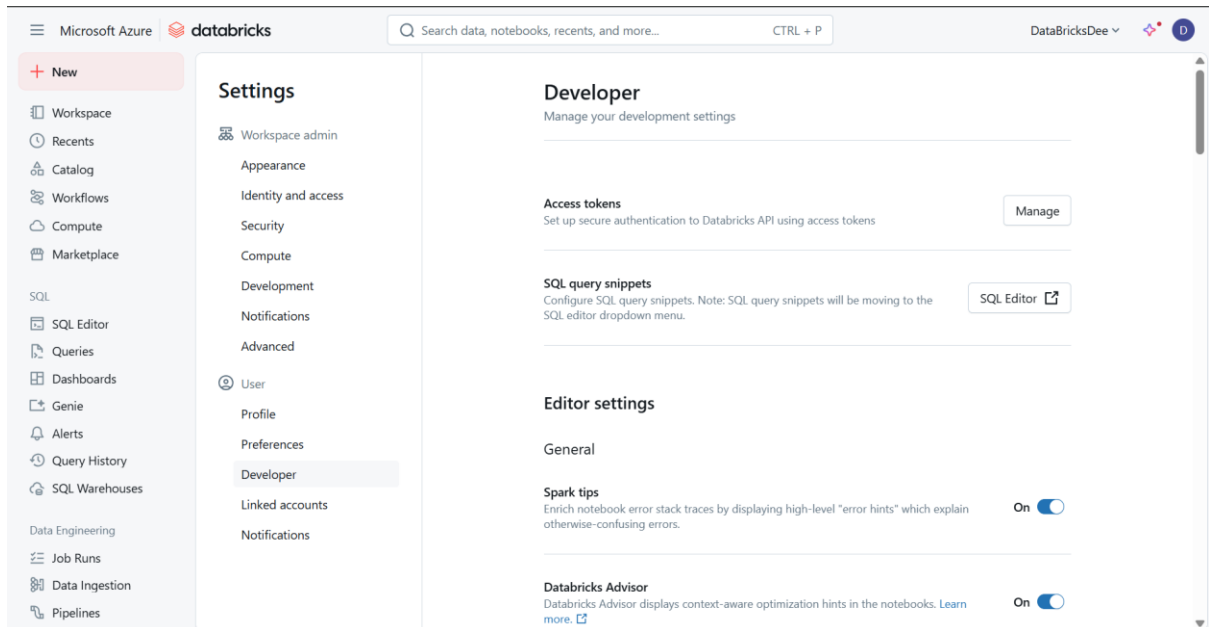 Microsoft Azure databricks
Search data, notebooks, recents, and more... CTRL + P
DataBricksDee
D
New
Workspace
Recents
Catalog
Workflows
Compute
Marketplace
SQL
SQL Editor
Queries
Dashboards
Genie
Alerts
Query History
SQL Warehouses
Data Engineering
Job Runs
Data Ingestion
Pipelines
Settings
Workspace admin
Appearance
Identity and access
Security
Compute
Development
Notifications
Advanced
User
Profile
Preferences
Developer
Linked accounts
Notifications
Developer
Manage your development settings
Access tokens
Set up secure authentication to Databricks API using access tokens
Manage
SQL query snippets
Configure SQL query snippets. Note: SQL query snippets will be moving to the
SQL editor dropdown menu.
SQL Editor
Editor settings
General
Spark tips
Enrich notebook error stack traces by displaying high-level "error hints" which explain
otherwise-confusing errors.
On
Databricks Advisor
Databricks Advisor displays context-aware optimization hints in the notebooks. Learn
more.
On